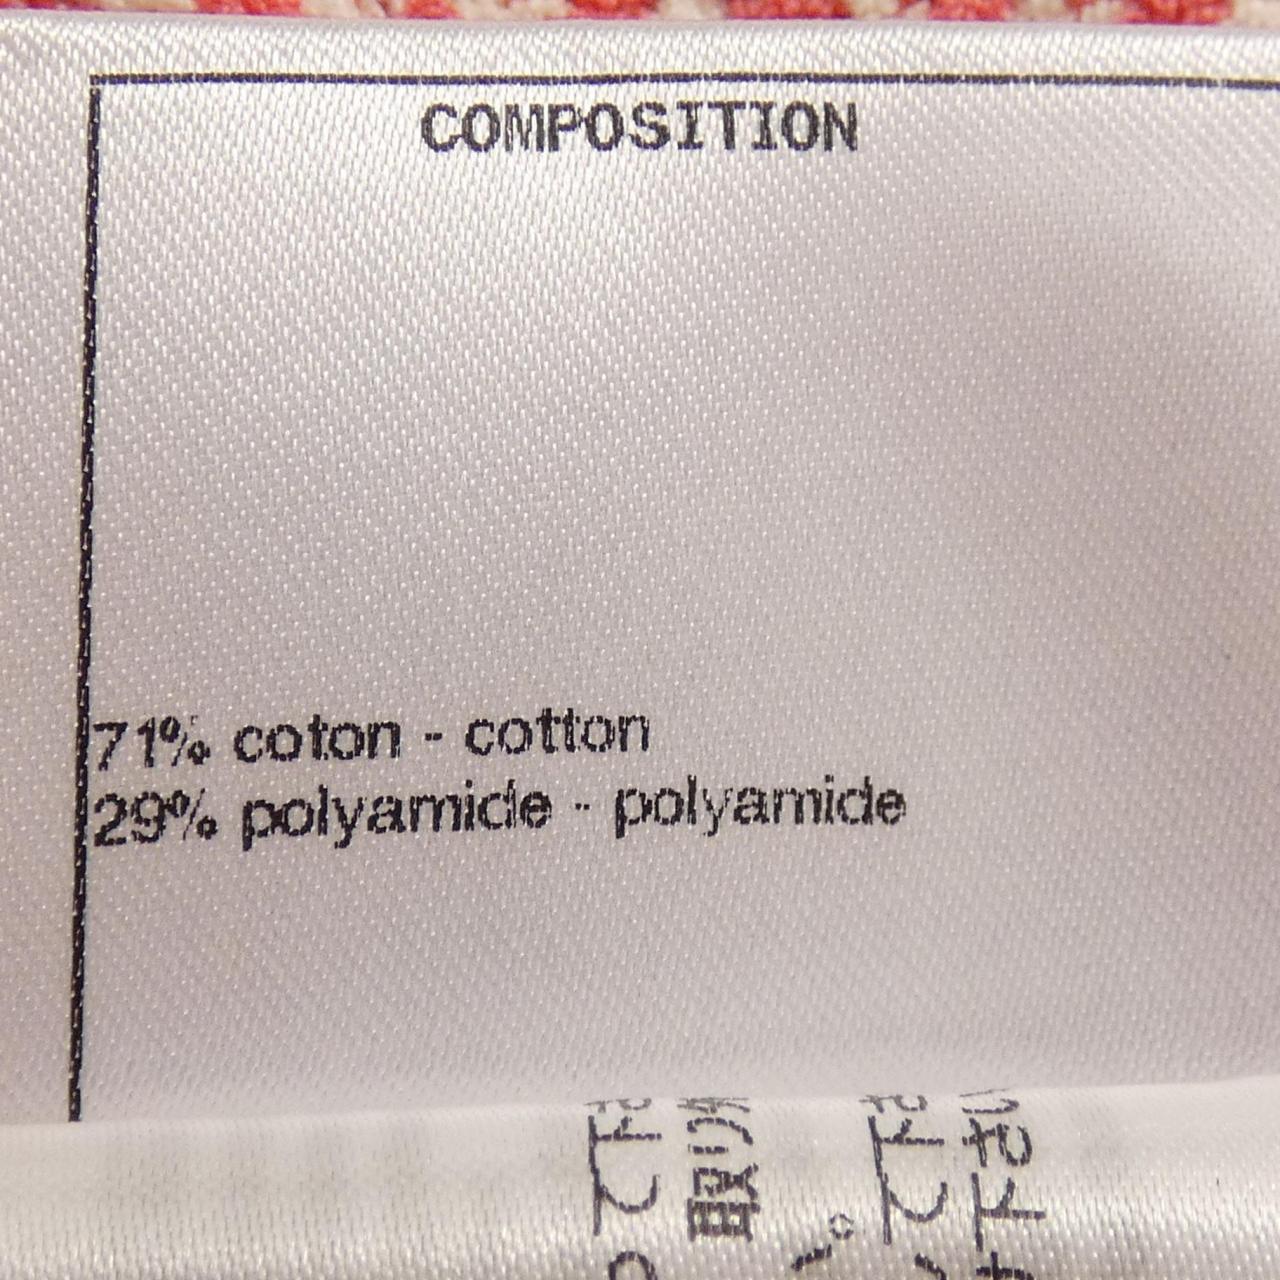 COMPOSITION
71% coton - cotton
29% polyamide - polyamide